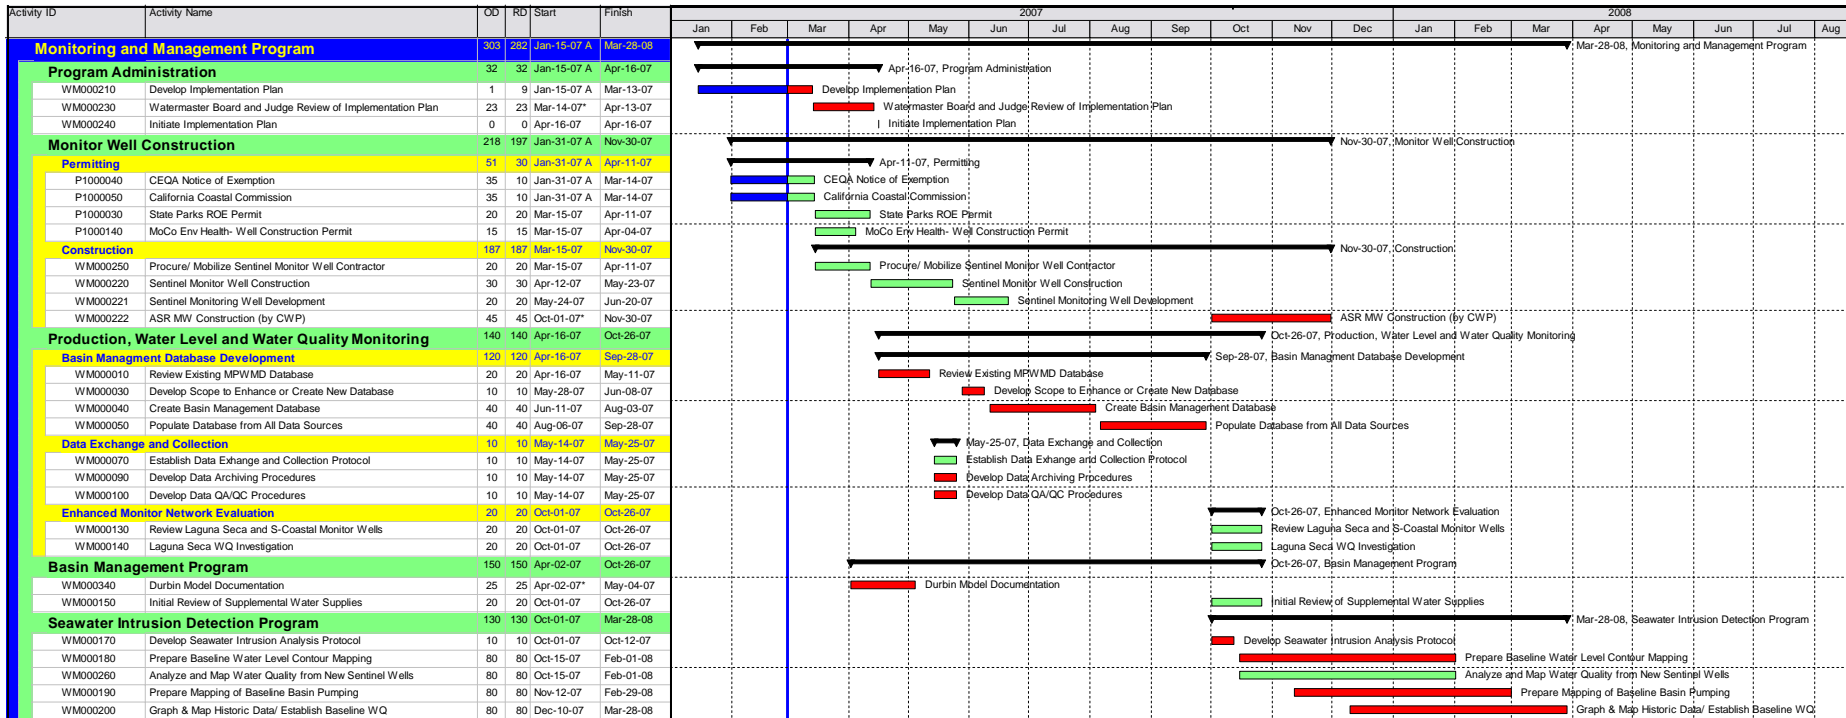 Activity ID Activity Name OD RD Start Finish 2007 2008
Jan Feb Mar Apr May Jun Jul Aug Sep Oct Nov Dec Jan Feb Mar Apr May Jun Jul Aug
Monitoring and Management Program 303 282 Jan-15-07 A Mar-28-08 Mar-28-08, Monitoring and Management Program
Program Administration 32 32 Jan-15-07 A Apr-16-07 Apr-16-07, Program Administration
WM000210 Develop Implementation Plan 1 9 Jan-15-07 A Mar-13-07 Develop Implementation Plan
WM000230 Watermaster Board and Judge Review of Implementation Plan 23 23 Mar-14-07* Apr-13-07 Watermaster Board and Judge Review of Implementation Plan
WM000240 Initiate Implementation Plan 0 0 Apr-16-07 Apr-16-07 Initiate Implementation Plan
Monitor Well Construction 218 197 Jan-31-07 A Nov-30-07 Nov-30-07, Monitor Well Construction
Permitting 51 30 Jan-31-07 A Apr-11-07 Apr-11-07, Permitting
P1000040 CEQA Notice of Exemption 35 10 Jan-31-07 A Mar-14-07 CEQA Notice of Exemption
P1000050 California Coastal Commission 35 10 Jan-31-07 A Mar-14-07 California Coastal Commission
P1000030 State Parks ROE Permit 20 20 Mar-15-07 Apr-11-07 State Parks ROE Permit
P1000140 MoCo Env Health- Well Construction Permit 15 15 Mar-15-07 Apr-04-07 MoCo Env Health- Well Construction Permit
Construction 187 187 Mar-15-07 Nov-30-07 Nov-30-07, Construction
WM000250 Procure/ Mobilize Sentinel Monitor Well Contractor 20 20 Mar-15-07 Apr-11-07 Procure/ Mobilize Sentinel Monitor Well Contractor
WM000220 Sentinel Monitor Well Construction 30 30 Apr-12-07 May-23-07 Sentinel Monitor Well Construction
WM000221 Sentinel Monitoring Well Development 20 20 May-24-07 Jun-20-07 Sentinel Monitoring Well Development
WM000222 ASR MW Construction (by CWP) 45 45 Oct-01-07* Nov-30-07 ASR MW Construction (by CWP)
Production, Water Level and Water Quality Monitoring 140 140 Apr-16-07 Oct-26-07 Oct-26-07, Production, Water Level and Water Quality Monitoring
Basin Managment Database Development 120 120 Apr-16-07 Sep-28-07 Sep-28-07, Basin Managment Database Development
WM000010 Review Existing MPWMD Database 20 20 Apr-16-07 May-11-07 Review Existing MPWMD Database
WM000030 Develop Scope to Enhance or Create New Database 10 10 May-28-07 Jun-08-07 Develop Scope to Enhance or Create New Database
WM000040 Create Basin Management Database 40 40 Jun-11-07 Aug-03-07 Create Basin Management Database
WM000050 Populate Database from All Data Sources 40 40 Aug-06-07 Sep-28-07 Populate Database from All Data Sources
Data Exchange and Collection 10 10 May-14-07 May-25-07 May-25-07, Data Exchange and Collection
WM000070 Establish Data Exhange and Collection Protocol 10 10 May-14-07 May-25-07 Establish Data Exhange and Collection Protocol
WM000090 Develop Data Archiving Procedures 10 10 May-14-07 May-25-07 Develop Data Archiving Procedures
WM000100 Develop Data QA/QC Procedures 10 10 May-14-07 May-25-07 Develop Data QA/QC Procedures
Enhanced Monitor Network Evaluation 20 20 Oct-01-07 Oct-26-07 Oct-26-07, Enhanced Monitor Network Evaluation
WM000130 Review Laguna Seca and S-Coastal Monitor Wells 20 20 Oct-01-07 Oct-26-07 Review Laguna Seca and S-Coastal Monitor Wells
WM000140 Laguna Seca WQ Investigation 20 20 Oct-01-07 Oct-26-07 Laguna Seca WQ Investigation
Basin Management Program 150 150 Apr-02-07 Oct-26-07 Oct-26-07, Basin Management Program
WM000340 Durbin Model Documentation 25 25 Apr-02-07* May-04-07 Durbin Model Documentation
WM000150 Initial Review of Supplemental Water Supplies 20 20 Oct-01-07 Oct-26-07 Initial Review of Supplemental Water Supplies
Seawater Intrusion Detection Program 130 130 Oct-01-07 Mar-28-08 Mar-28-08, Seawater Intrusion Detection Program
WM000170 Develop Seawater Intrusion Analysis Protocol 10 10 Oct-01-07 Oct-12-07 Develop Seawater Intrusion Analysis Protocol
WM000180 Prepare Baseline Water Level Contour Mapping 80 80 Oct-15-07 Feb-01-08 Prepare Baseline Water Level Contour Mapping
WM000260 Analyze and Map Water Quality from New Sentinel Wells 80 80 Oct-15-07 Feb-01-08 Analyze and Map Water Quality from New Sentinel Wells
WM000190 Prepare Mapping of Baseline Basin Pumping 80 80 Nov-12-07 Feb-29-08 Prepare Mapping of Baseline Basin Pumping
WM000200 Graph & Map Historic Data/ Establish Baseline WQ 80 80 Dec-10-07 Mar-28-08 Graph & Map Historic Data/ Establish Baseline WQ